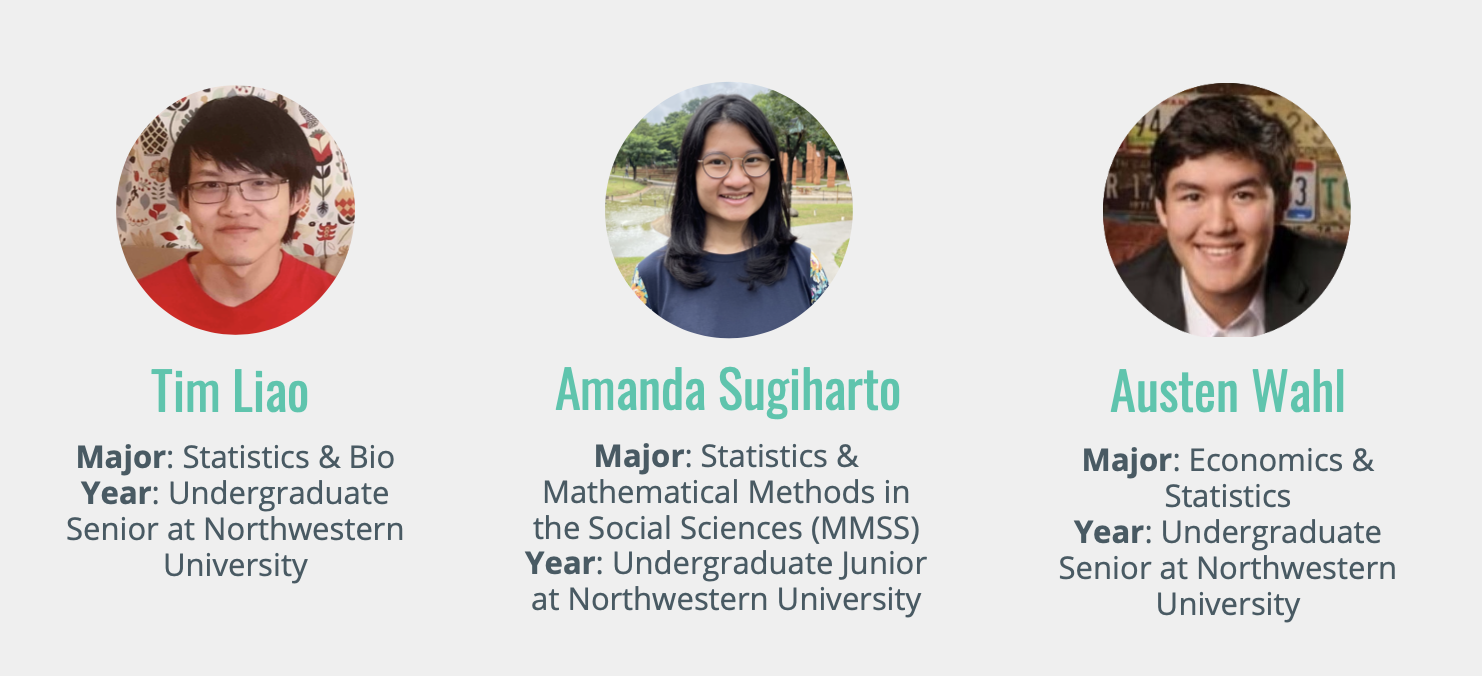 Tim Liao
Major: Statistics & Bio
Year: Undergraduate
Senior at Northwestern
University
Amanda Sugiharto
Major: Statistics &
Mathematical Methods in
the Social Sciences (MMSS)
Year: Undergraduate Junior
at Northwestern University
Austen Wahl
Major: Economics &
Statistics
Year: Undergraduate
Senior at Northwestern
University